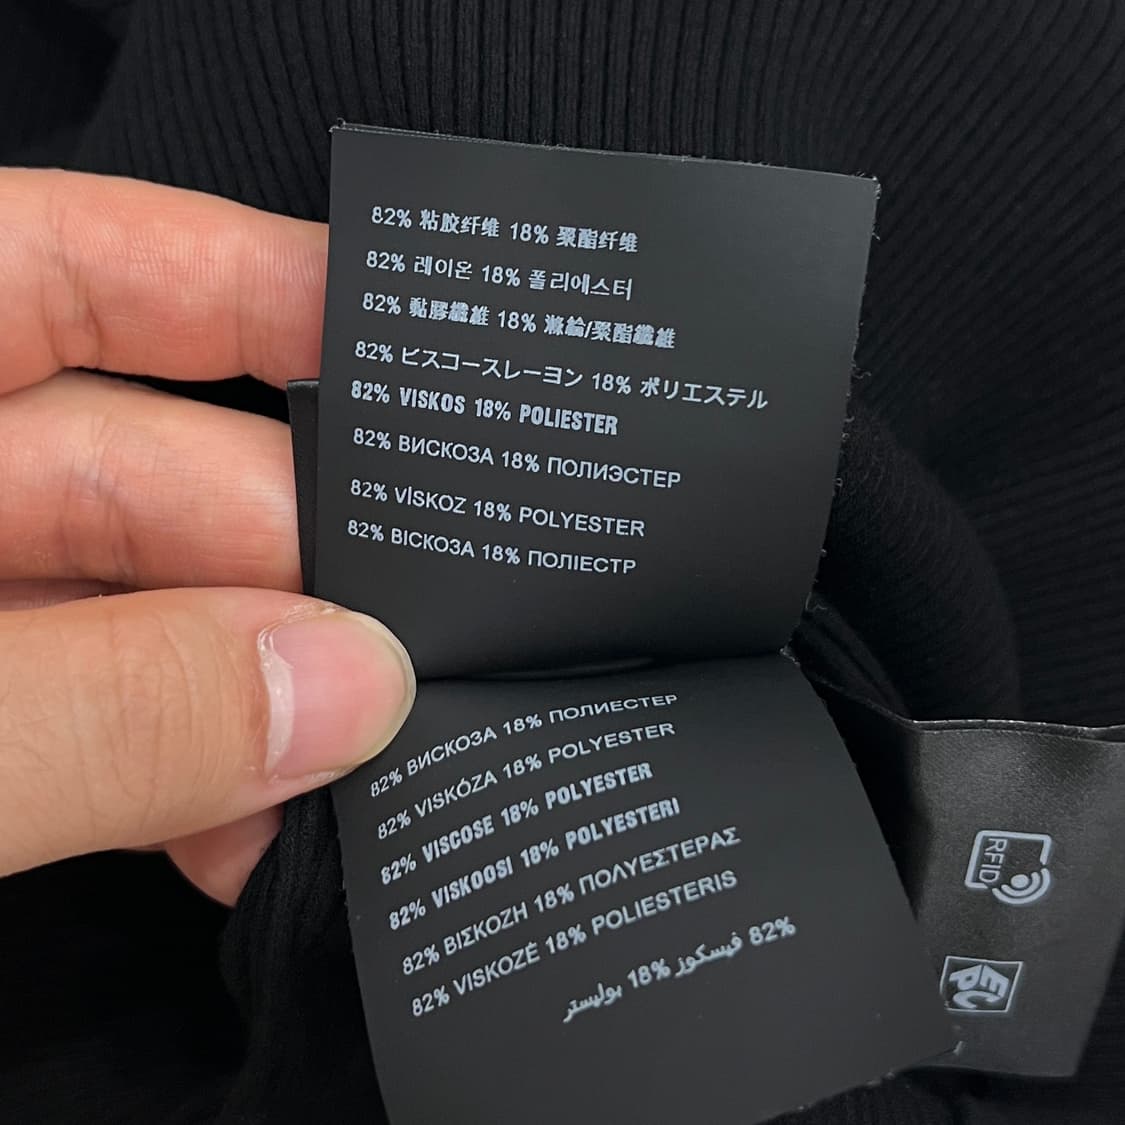 82% 粘胶纤维 18% 聚酯纤维
82% 레이온 18% 폴리에스터
82% 黏膠纖維 18% 滌綸/聚酯纖維
82% ビスコースレーヨン 18% ポリエステル
82% VISKOS 18% POLIESTER
82% ВИСКОЗА 18% ПОЛИЭСТЕР
82% VİSKOZ 18% POLYESTER
82% ВІСКОЗА 18% ПОЛІЕСТР
82% ВИСКОЗА 18% ПОЛИЕСТЕР
82% VISKÓZA 18% POLYESTER
82% VISCOSE 18% POLYESTER
82% VISKOOSI 18% POLYESTERI
82% ΒΙΣΚΟΖΗ 18% ΠΟΛΥΕΣΤΕΡΑΣ
82% VISKOZĖ 18% POLIESTERIS
82% فيسكوز 18% بوليستر
RFID
EPC